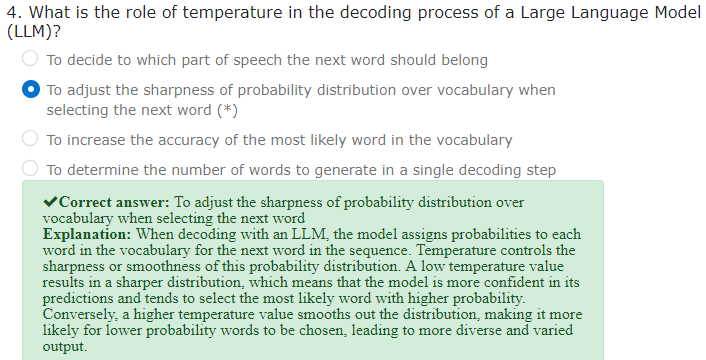 4. What is the role of temperature in the decoding process of a Large Language Model
(LLM)?
To decide to which part of speech the next word should belong
To adjust the sharpness of probability distribution over vocabulary when
selecting the next word (*)
To increase the accuracy of the most likely word in the vocabulary
To determine the number of words to generate in a single decoding step
✔Correct answer: To adjust the sharpness of probability distribution over
vocabulary when selecting the next word
Explanation: When decoding with an LLM, the model assigns probabilities to each
word in the vocabulary for the next word in the sequence. Temperature controls the
sharpness or smoothness of this probability distribution. A low temperature value
results in a sharper distribution, which means that the model is more confident in its
predictions and tends to select the most likely word with higher probability.
Conversely, a higher temperature value smooths out the distribution, making it more
likely for lower probability words to be chosen, leading to more diverse and varied
output.